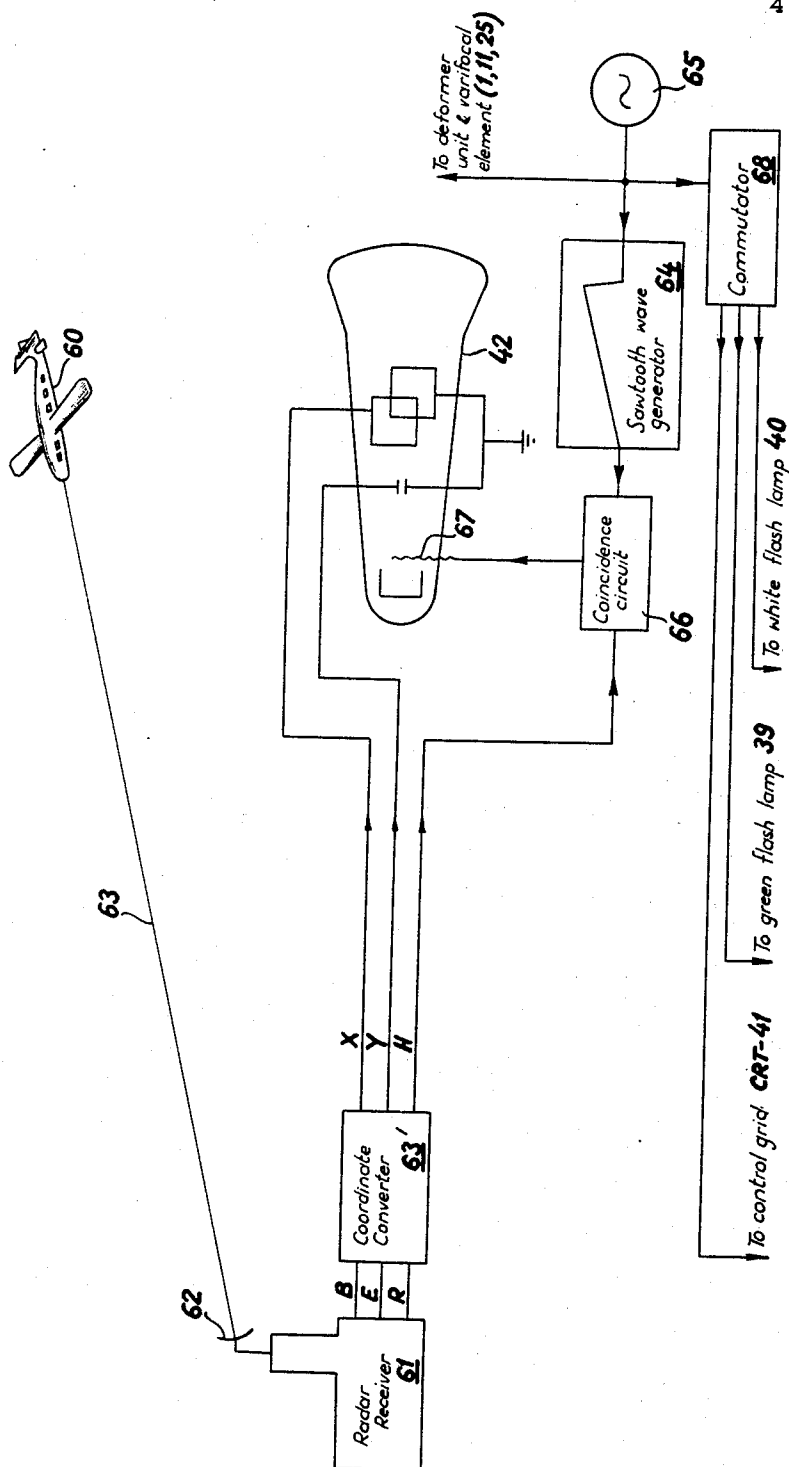 4
60
63
62
Radar
Receiver
61
B
E
R
Coordinate
Converter
63'
X
Y
H
42
67
Coincidence
circuit
66
Sawtooth wave
generator
64
To deformer
unit & varifocal
element (1,11,25)
65
Commutator
68
To control grid CRT-41
To green flash lamp 39
To white flash lamp 40